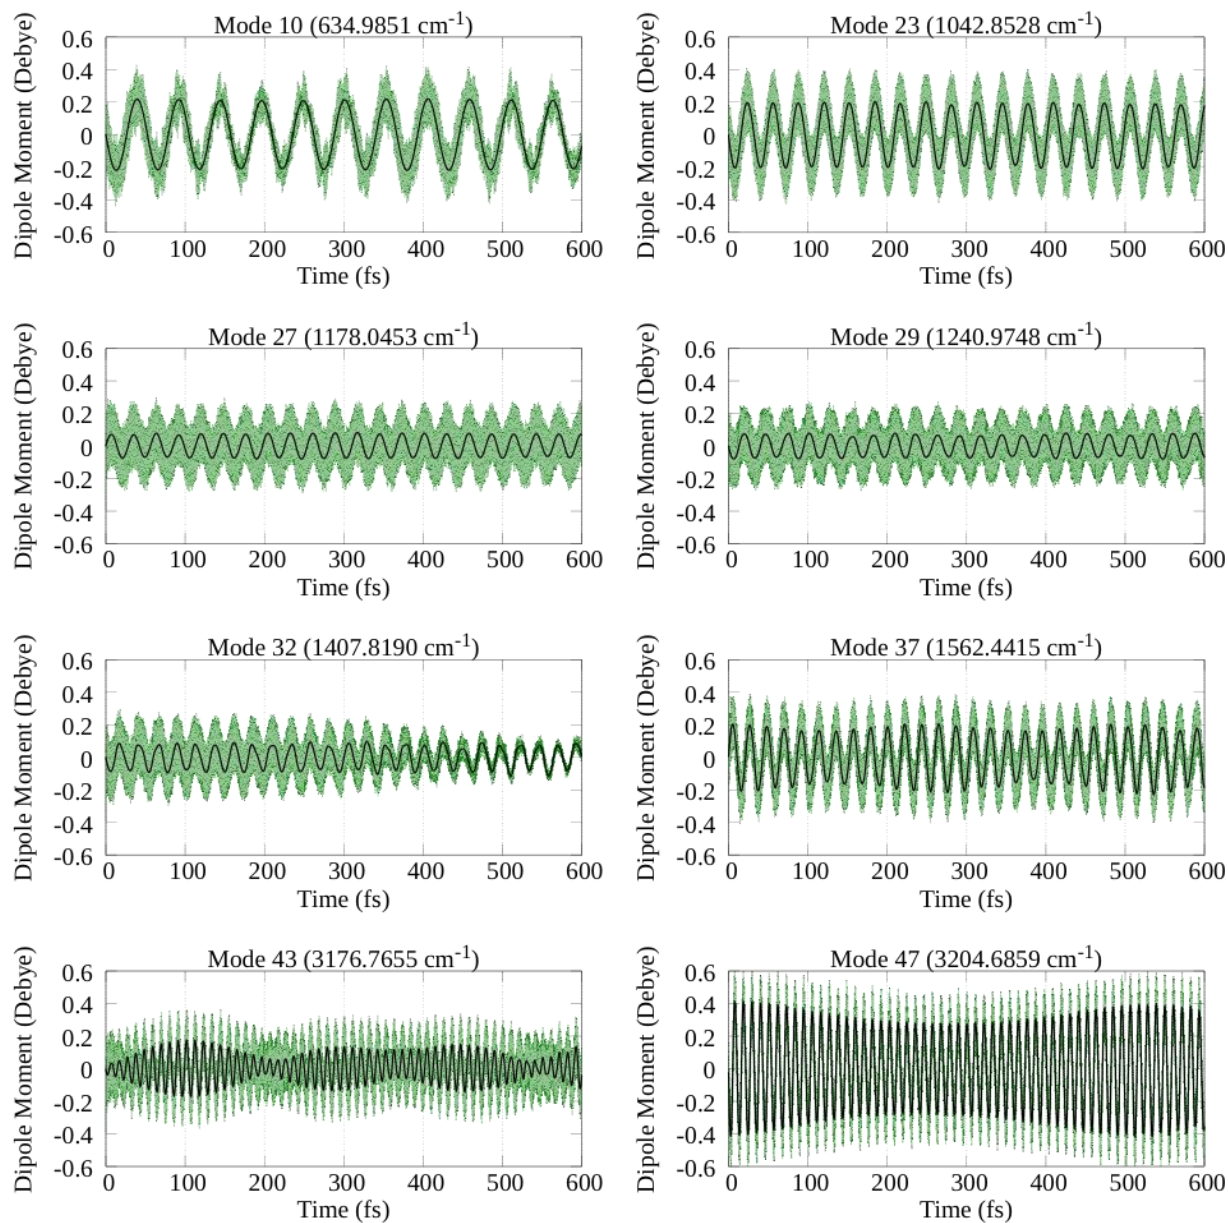 Mode 10 (634.9851 cm-1)
Dipole Moment (Debye)
0.6
0.4
0.2
0
-0.2
-0.4
-0.6
0 100 200 300 400 500 600
Time (fs)
Mode 23 (1042.8528 cm-1)
Dipole Moment (Debye)
0.6
0.4
0.2
0
-0.2
-0.4
-0.6
0 100 200 300 400 500 600
Time (fs)
Mode 27 (1178.0453 cm-1)
Dipole Moment (Debye)
0.6
0.4
0.2
0
-0.2
-0.4
-0.6
0 100 200 300 400 500 600
Time (fs)
Mode 29 (1240.9748 cm-1)
Dipole Moment (Debye)
0.6
0.4
0.2
0
-0.2
-0.4
-0.6
0 100 200 300 400 500 600
Time (fs)
Mode 32 (1407.8190 cm-1)
Dipole Moment (Debye)
0.6
0.4
0.2
0
-0.2
-0.4
-0.6
0 100 200 300 400 500 600
Time (fs)
Mode 37 (1562.4415 cm-1)
Dipole Moment (Debye)
0.6
0.4
0.2
0
-0.2
-0.4
-0.6
0 100 200 300 400 500 600
Time (fs)
Mode 43 (3176.7655 cm-1)
Dipole Moment (Debye)
0.6
0.4
0.2
0
-0.2
-0.4
-0.6
0 100 200 300 400 500 600
Time (fs)
Mode 47 (3204.6859 cm-1)
Dipole Moment (Debye)
0.6
0.4
0.2
0
-0.2
-0.4
-0.6
0 100 200 300 400 500 600
Time (fs)